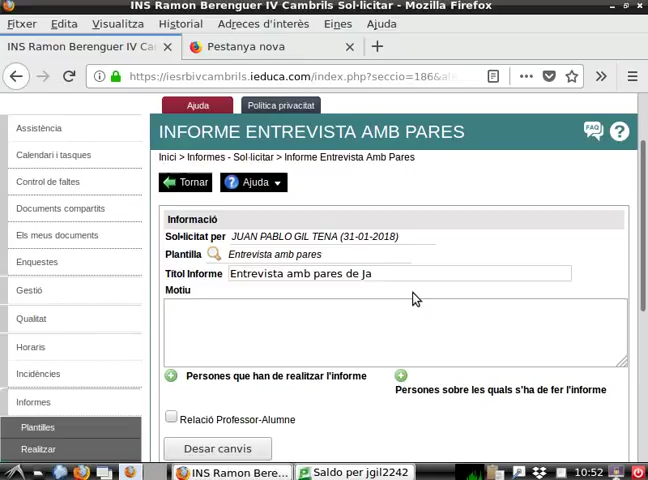 INS Ramon Berenguer IV Cambrils Sol·licitar - Mozilla Firefox
Fitxer Edita Visualitza Historial Adreces d'interès Eines Ajuda
INS Ramon Berenguer IV Ca
Pestanya nova
https://iesrbivcambrils.ieduca.com/index.php?seccio=186&al
Ajuda
Política privacitat
INFORME ENTREVISTA AMB PARES
FAQ
Inici > Informes - Sol·licitar > Informe Entrevista Amb Pares
Tornar
Ajuda
Assistència
Calendari i tasques
Control de faltes
Documents compartits
Els meus documents
Enquestes
Gestió
Qualitat
Horaris
Incidències
Informes
Plantilles
Realitzar
Informació
Sol•licitat per JUAN PABLO GIL TENA (31-01-2018)
Plantilla Entrevista amb pares
Títol Informe Entrevista amb pares de Ja
Motiu
Persones que han de realitzar l'informe
Persones sobre les quals s'ha de fer l'informe
Relació Professor-Alumne
Desar canvis
INS Ramon Bere...
Saldo per jgil2242
10:52